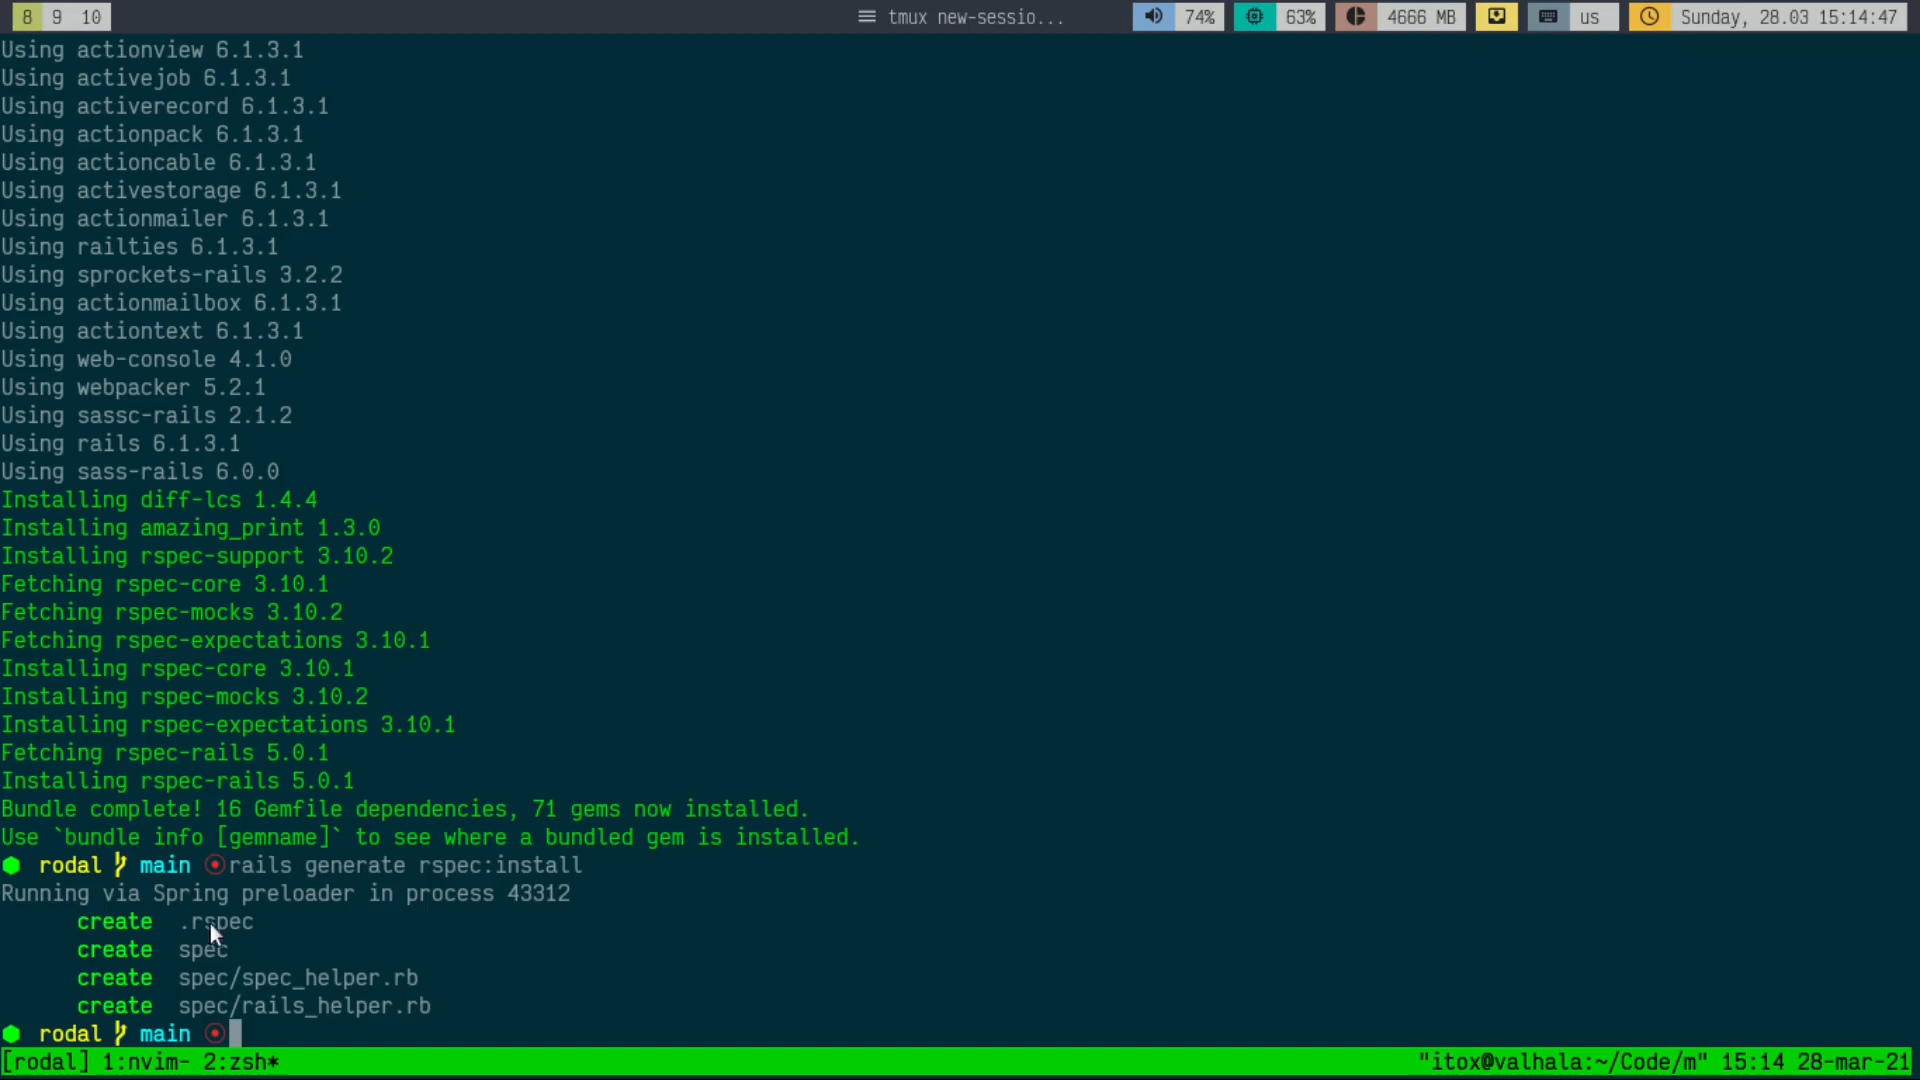 8 9 10 tmux new-sessio... 74% 63% 4666 MB us Sunday, 28.03 15:14:47
Using actionview 6.1.3.1
Using activejob 6.1.3.1
Using activerecord 6.1.3.1
Using actionpack 6.1.3.1
Using actioncable 6.1.3.1
Using activestorage 6.1.3.1
Using actionmailer 6.1.3.1
Using railties 6.1.3.1
Using sprockets-rails 3.2.2
Using actionmailbox 6.1.3.1
Using actiontext 6.1.3.1
Using web-console 4.1.0
Using webpacker 5.2.1
Using sassc-rails 2.1.2
Using rails 6.1.3.1
Using sass-rails 6.0.0
Installing diff-lcs 1.4.4
Installing amazing_print 1.3.0
Installing rspec-support 3.10.2
Fetching rspec-core 3.10.1
Fetching rspec-mocks 3.10.2
Fetching rspec-expectations 3.10.1
Installing rspec-core 3.10.1
Installing rspec-mocks 3.10.2
Installing rspec-expectations 3.10.1
Fetching rspec-rails 5.0.1
Installing rspec-rails 5.0.1
Bundle complete! 16 Gemfile dependencies, 71 gems now installed.
Use `bundle info [gemname]` to see where a bundled gem is installed.
rodal main rails generate rspec:install
Running via Spring preloader in process 43312
create .rspec
create spec
create spec/spec_helper.rb
create spec/rails_helper.rb
rodal main
[rodal] 1:nvim- 2:zsh* "itox@valhala:~/Code/m" 15:14 28-mar-21